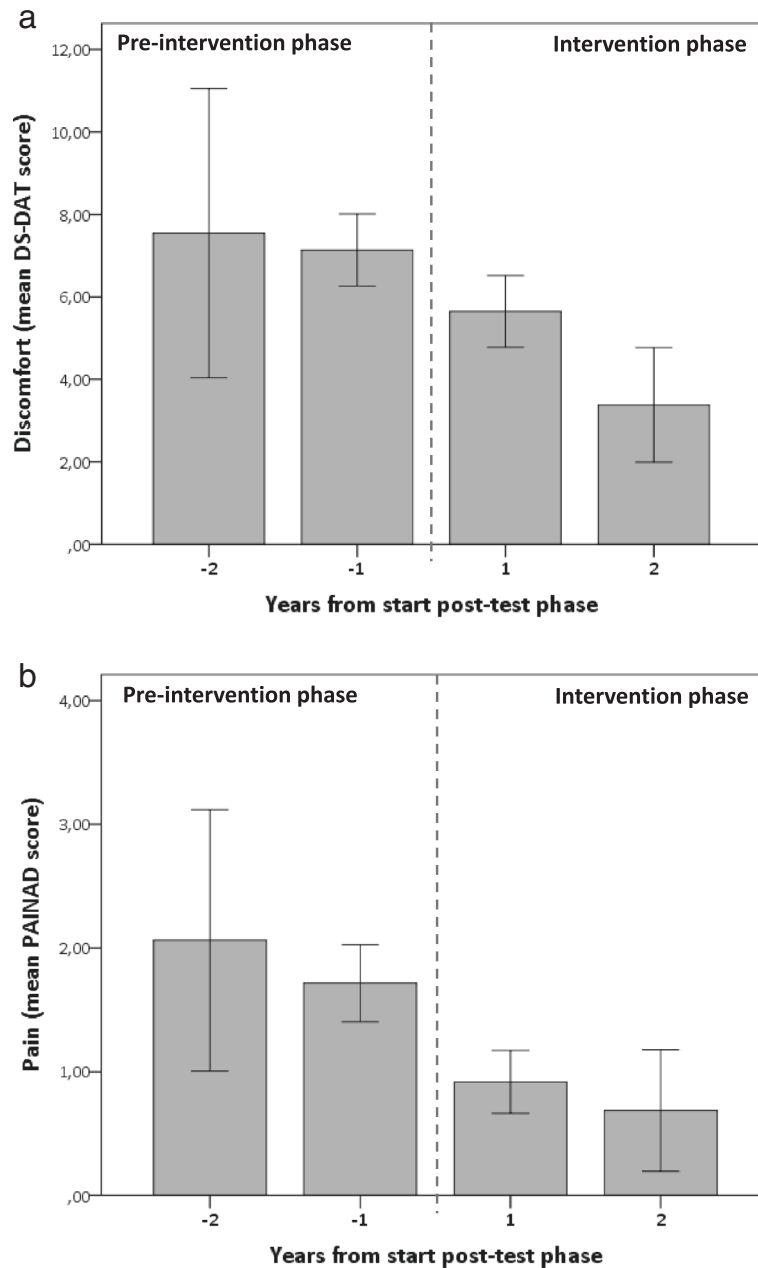 a
Pre-intervention phase
Intervention phase
12,00
10,00
8,00
6,00
4,00
2,00
,00
Discomfort (mean DS-DAT score)
-2 -1 1 2
Years from start post-test phase
b
Pre-intervention phase
Intervention phase
4,00
3,00
2,00
1,00
,00
Pain (mean PAINAD score)
-2 -1 1 2
Years from start post-test phase